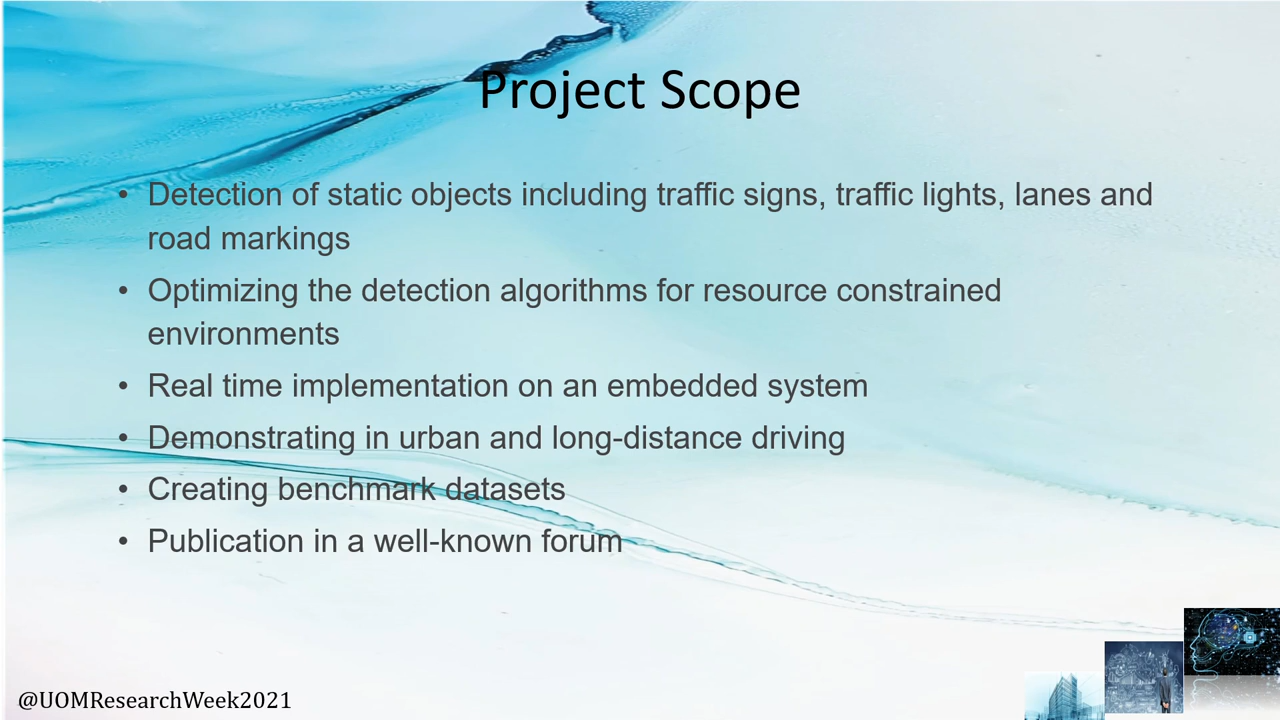 Project Scope
• Detection of static objects including traffic signs, traffic lights, lanes and
road markings
• Optimizing the detection algorithms for resource constrained
environments
• Real time implementation on an embedded system
• Demonstrating in urban and long-distance driving
• Creating benchmark datasets
• Publication in a well-known forum
@UOMResearchWeek2021